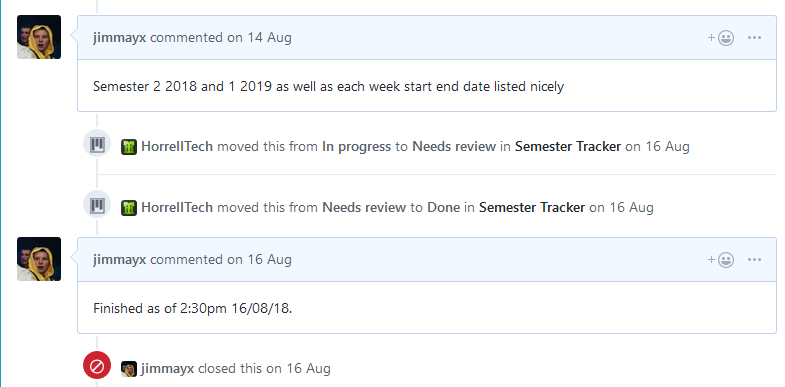 jimmayx commented on 14 Aug
Semester 2 2018 and 1 2019 as well as each week start end date listed nicely
HorrellTech moved this from In progress to Needs review in Semester Tracker on 16 Aug
HorrellTech moved this from Needs review to Done in Semester Tracker on 16 Aug
jimmayx commented on 16 Aug
Finished as of 2:30pm 16/08/18.
jimmayx closed this on 16 Aug